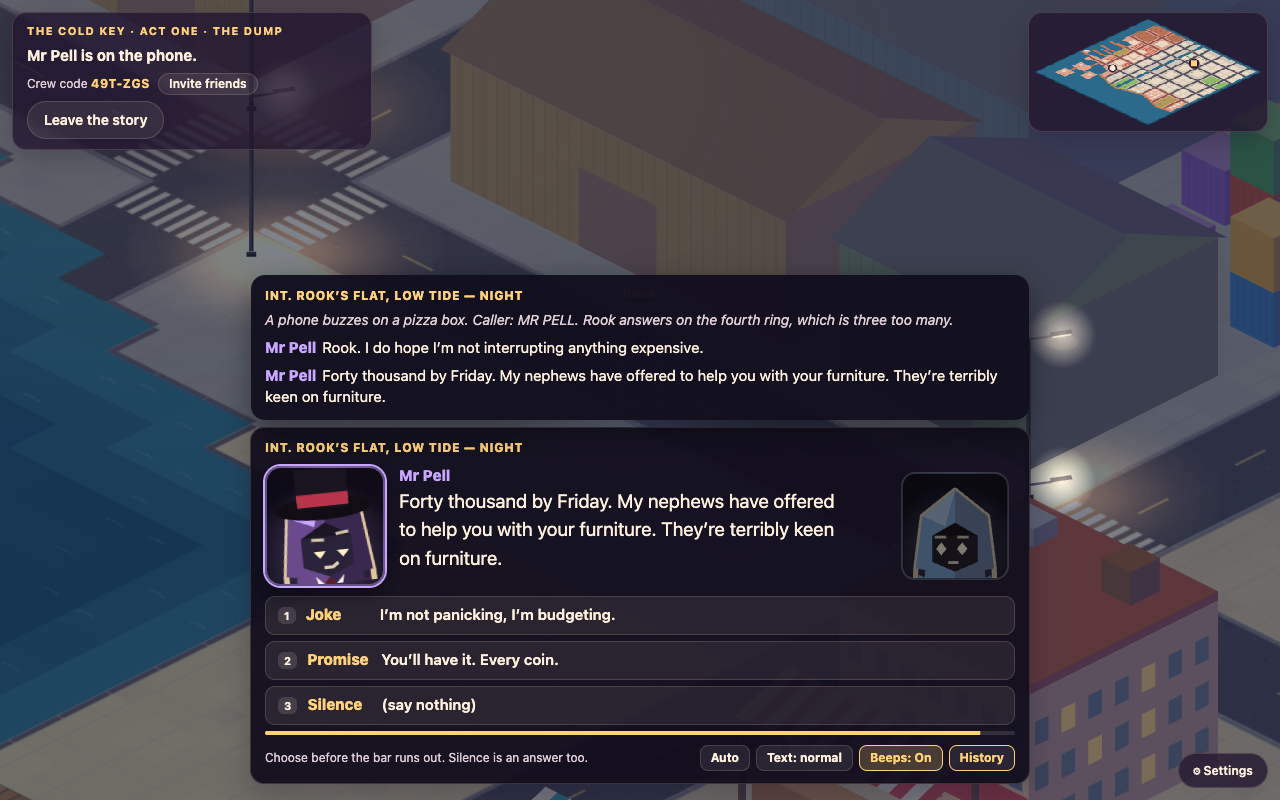 THE COLD KEY · ACT ONE · THE DUMP
Mr Pell is on the phone.
Crew code 49T-ZGS Invite friends
Leave the story
INT. ROOK’S FLAT, LOW TIDE — NIGHT
A phone buzzes on a pizza box. Caller: MR PELL. Rook answers on the fourth ring, which is three too many.
Mr Pell Rook. I do hope I’m not interrupting anything expensive.
Mr Pell Forty thousand by Friday. My nephews have offered to help you with your furniture. They’re terribly
keen on furniture.
INT. ROOK’S FLAT, LOW TIDE — NIGHT
Mr Pell
Forty thousand by Friday. My nephews have offered
to help you with your furniture. They’re terribly keen
on furniture.
1 Joke I’m not panicking, I’m budgeting.
2 Promise You’ll have it. Every coin.
3 Silence (say nothing)
Choose before the bar runs out. Silence is an answer too.
Auto Text: normal Beeps: On History
Settings